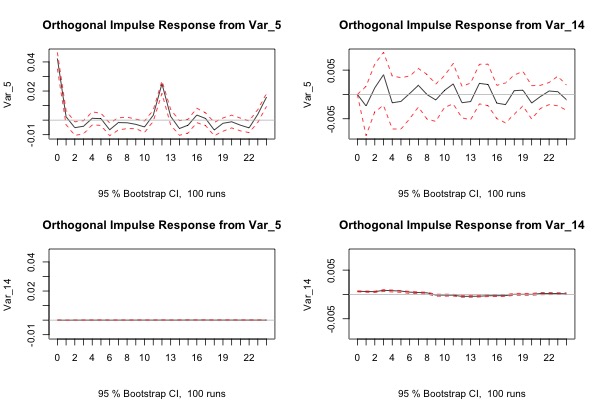 Orthogonal Impulse Response from Var_5
Var_5
-0.01 0.02 0.04
0 2 4 6 8 10 13 16 19 22
95 % Bootstrap CI, 100 runs
Orthogonal Impulse Response from Var_14
Var_5
-0.005 0.005
0 2 4 6 8 10 13 16 19 22
95 % Bootstrap CI, 100 runs
Orthogonal Impulse Response from Var_5
Var_14
-0.01 0.02 0.04
0 2 4 6 8 10 13 16 19 22
95 % Bootstrap CI, 100 runs
Orthogonal Impulse Response from Var_14
Var_14
-0.005 0.005
0 2 4 6 8 10 13 16 19 22
95 % Bootstrap CI, 100 runs